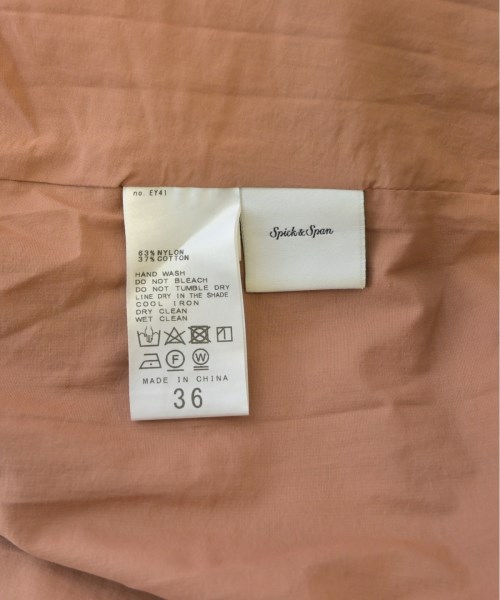 no. EY41
63% NYLON
37% COTTON
HAND WASH
DO NOT BLEACH
DO NOT TUMBLE DRY
LINE DRY IN THE SHADE
COOL IRON
DRY CLEAN
WET CLEAN
F W
MADE IN CHINA
36
Spick & Span